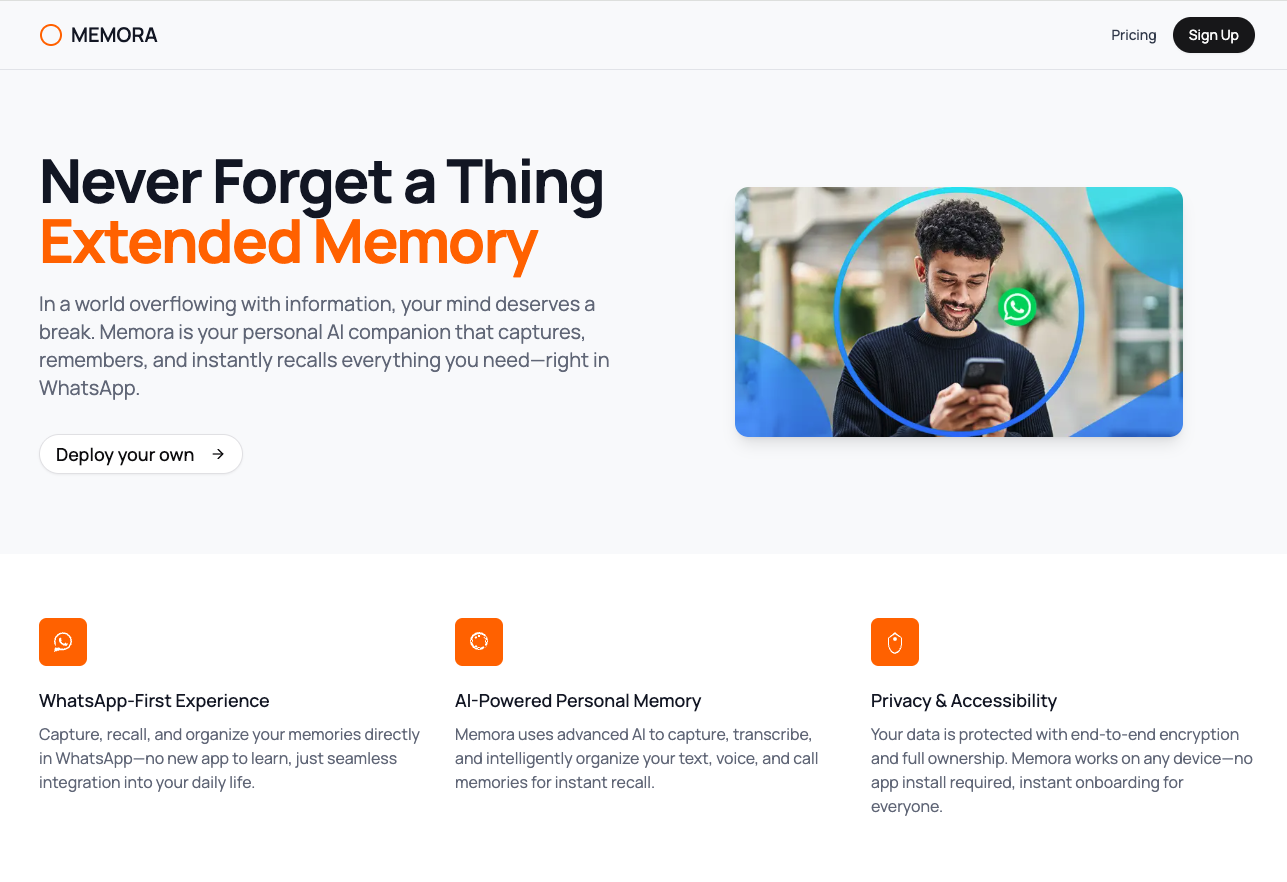 MEMORA
Pricing
Sign Up
Never Forget a Thing
Extended Memory
In a world overflowing with information, your mind deserves a
break. Memora is your personal AI companion that captures,
remembers, and instantly recalls everything you need—right in
WhatsApp.
Deploy your own →
WhatsApp-First Experience
Capture, recall, and organize your memories directly
in WhatsApp—no new app to learn, just seamless
integration into your daily life.
AI-Powered Personal Memory
Memora uses advanced AI to capture, transcribe,
and intelligently organize your text, voice, and call
memories for instant recall.
Privacy & Accessibility
Your data is protected with end-to-end encryption
and full ownership. Memora works on any device—no
app install required, instant onboarding for
everyone.